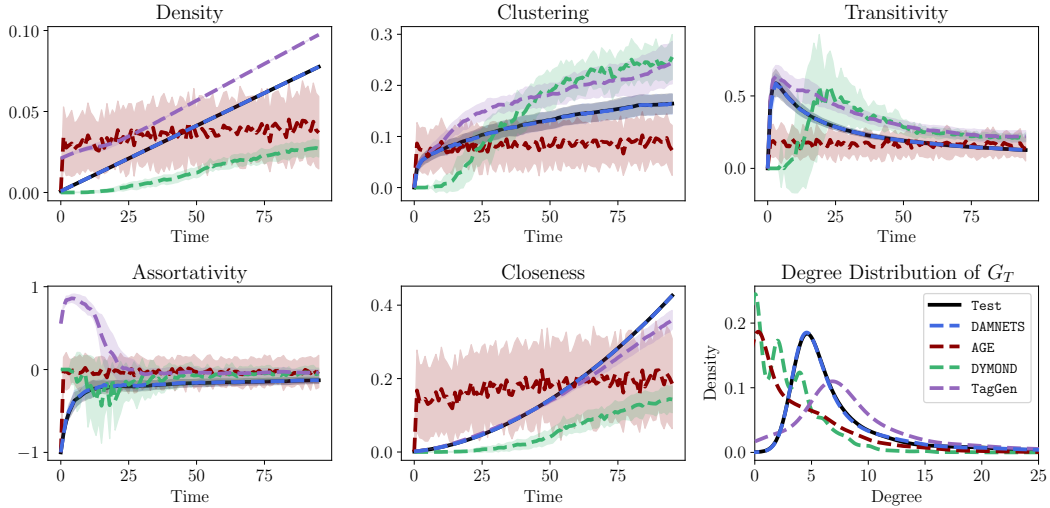 Density
0.10
0.05
0.00
0
25
50
75
Time
Clustering
0.3
0.2
0.1
0.0
0
25
50
75
Time
Transitivity
0.5
0.0
0
25
50
75
Time
Assortativity
1
0
−1
0
25
50
75
Time
Closeness
0.4
0.2
0.0
0
25
50
75
Time
Degree Distribution of G_T
Density
0.2
0.1
0.0
0
5
10
15
20
25
Degree
Test
DAMNETS
AGE
DYMOND
TagGen